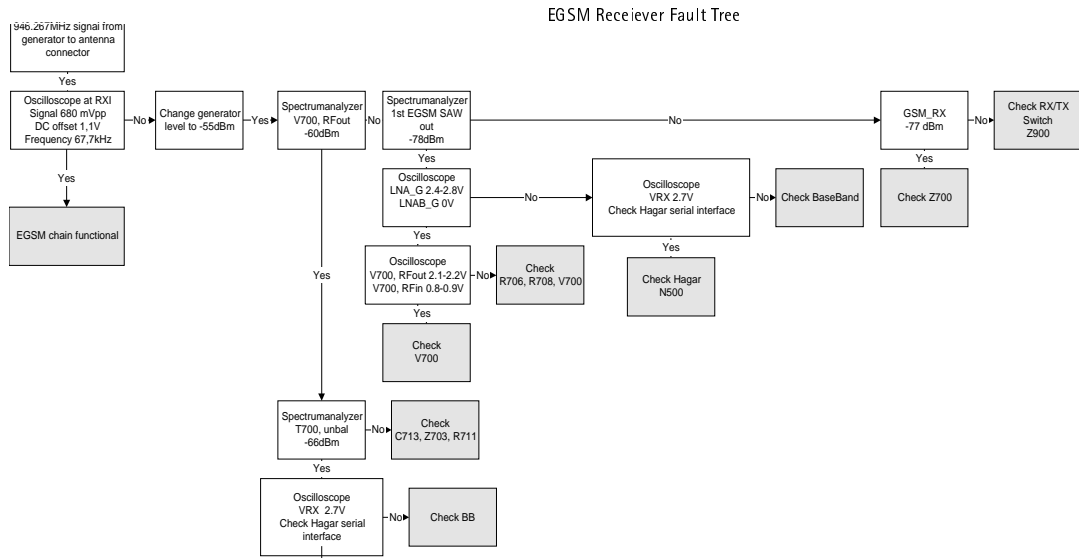 EGSM Receiever Fault Tree
946.267MHz signal from
generator to antenna
connector
Yes
Oscilloscope at RXI
Signal 680 mVpp
DC offset 1,1V
Frequency 67,7kHz
No
Change generator
level to -55dBm
Yes
Spectrumanalyzer
V700, RFout
-60dBm
No
Spectrumanalyzer
1st EGSM SAW
out
-78dBm
No
GSM_RX
-77 dBm
No
Check RX/TX
Switch
Z900
Yes
EGSM chain functional
Yes
Oscilloscope
LNA_G 2.4-2.8V
LNAB_G 0V
No
Oscilloscope
VRX 2.7V
Check Hagar serial interface
No
Check BaseBand
Yes
Check Z700
Yes
Oscilloscope
V700, RFout 2.1-2.2V
V700, RFin 0.8-0.9V
No
Check
R706, R708, V700
Yes
Check Hagar
N500
Yes
Check
V700
Yes
Spectrumanalyzer
T700, unbal
-66dBm
No
Check
C713, Z703, R711
Yes
Oscilloscope
VRX 2.7V
Check Hagar serial
interface
No
Check BB